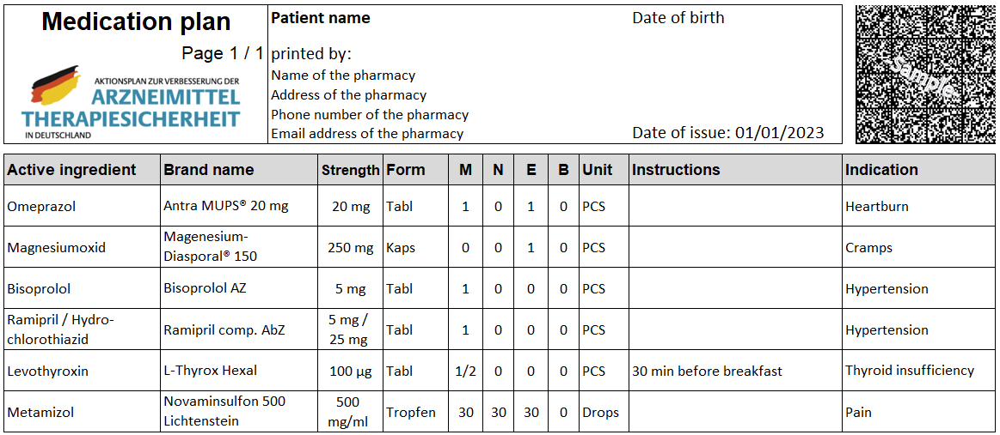 Medication plan
Page 1 / 1
AKTIONSPLAN ZUR VERBESSERUNG DER
ARZNEIMITTEL
THERAPIESICHERHEIT
IN DEUTSCHLAND
Patient name
Date of birth
printed by:
Name of the pharmacy
Address of the pharmacy
Phone number of the pharmacy
Email address of the pharmacy
Date of issue: 01/01/2023
Sample
Active ingredient Brand name Strength Form M N E B Unit Instructions Indication
Omeprazol Antra MUPS® 20 mg 20 mg Tabl 1 0 1 0 PCS Heartburn
Magnesiumoxid Magenesium-
Diasporal® 150 250 mg Kaps 0 0 1 0 PCS Cramps
Bisoprolol Bisoprolol AZ 5 mg Tabl 1 0 0 0 PCS Hypertension
Ramipril / Hydro-
chlorothiazid Ramipril comp. AbZ 5 mg /
25 mg Tabl 1 0 0 0 PCS Hypertension
Levothyroxin L-Thyrox Hexal 100 µg Tabl 1/2 0 0 0 PCS 30 min before breakfast Thyroid insufficiency
Metamizol Novaminsulfon 500
Lichtenstein 500
mg/ml Tropfen 30 30 30 0 Drops Pain